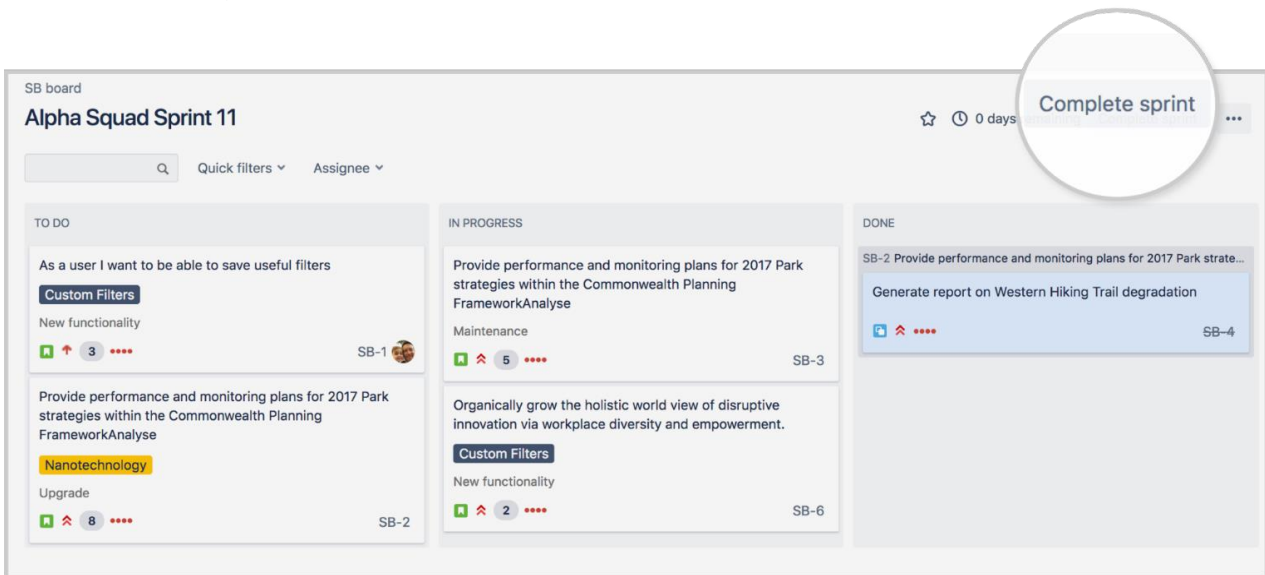 SB board
Alpha Squad Sprint 11
0 days remaining
Complete sprint
Quick filters
Assignee
TO DO
As a user I want to be able to save useful filters
Custom Filters
New functionality
3
SB-1
Provide performance and monitoring plans for 2017 Park
strategies within the Commonwealth Planning
FrameworkAnalyse
Nanotechnology
Upgrade
8
SB-2
IN PROGRESS
Provide performance and monitoring plans for 2017 Park
strategies within the Commonwealth Planning
FrameworkAnalyse
Maintenance
5
SB-3
Organically grow the holistic world view of disruptive
innovation via workplace diversity and empowerment.
Custom Filters
New functionality
2
SB-6
DONE
SB-2 Provide performance and monitoring plans for 2017 Park strate...
Generate report on Western Hiking Trail degradation
SB-4